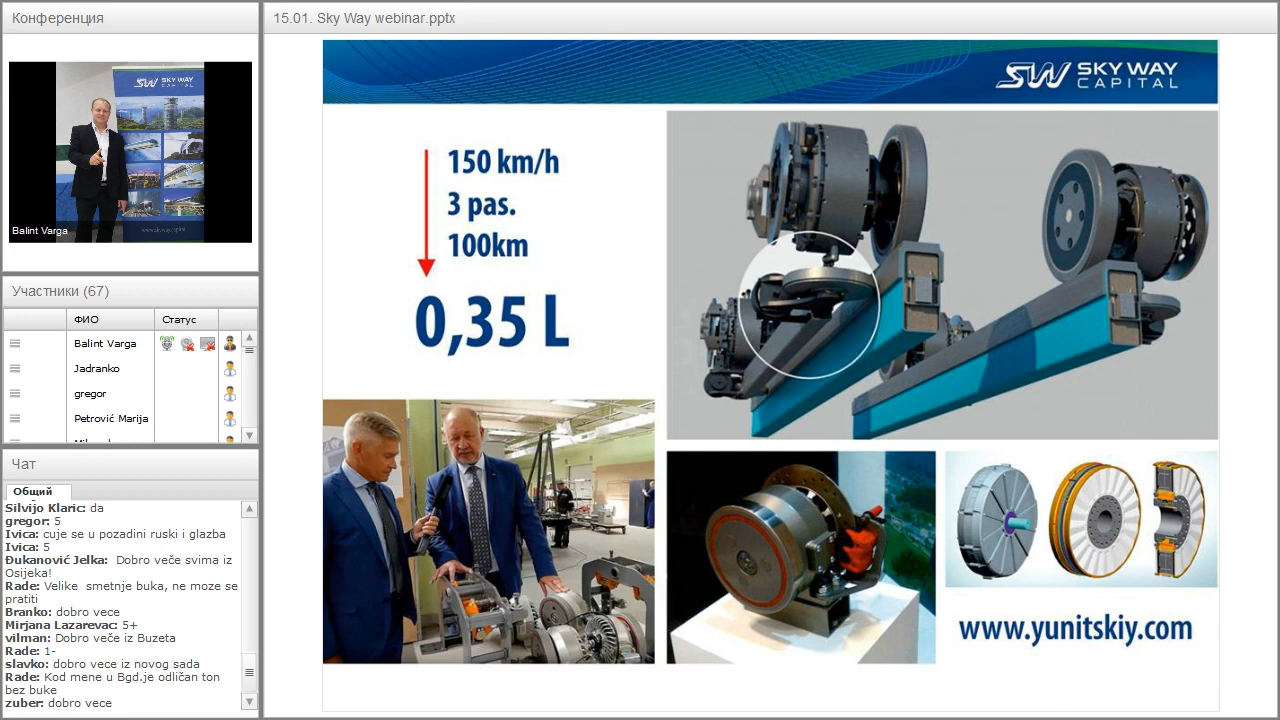 Конференция
Balint Varga
SKY WAY
CAPITAL
Участники (67)
ФИО
Статус
Balint Varga
Jadranko
gregor
Petrović Marija
Чат
Общий
Silvijo Klaric: da
gregor: 5
Ivica: cuje se u pozadini ruski i glazba
Ivica: 5
Đukanović Jelka: Dobro veče svima iz
Osijeka!
Rade: Velike smetnje buka, ne moze se
pratiti
Branko: dobro vece
Mirjana Lazarevac: 5+
vilman: Dobro veče iz Buzeta
Rade: 1-
slavko: dobro vece iz novog sada
Rade: Kod mene u Bgd.je odličan ton
bez buke
zuber: dobro vece
15.01. Sky Way webinar.pptx
SW SKY WAY
CAPITAL
150 km/h
3 pas.
100km
0,35 L
www.yunitskiy.com